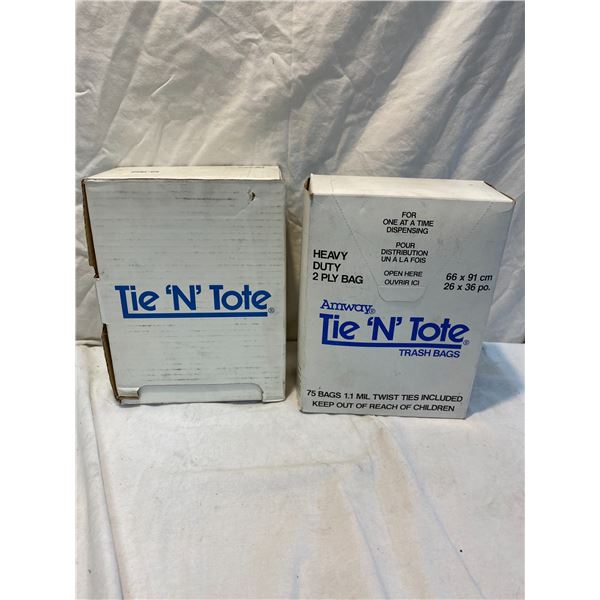 Tie 'N' Tote®
FOR
ONE AT A TIME
DISPENSING
POUR
DISTRIBUTION
UN À LA FOIS
OPEN HERE
OUVRIR ICI
HEAVY
DUTY
2 PLY BAG
66 x 91 cm
26 x 36 po.
Amway®
Tie 'N' Tote®
TRASH BAGS
75 BAGS 1.1 MIL TWIST TIES INCLUDED
KEEP OUT OF REACH OF CHILDREN